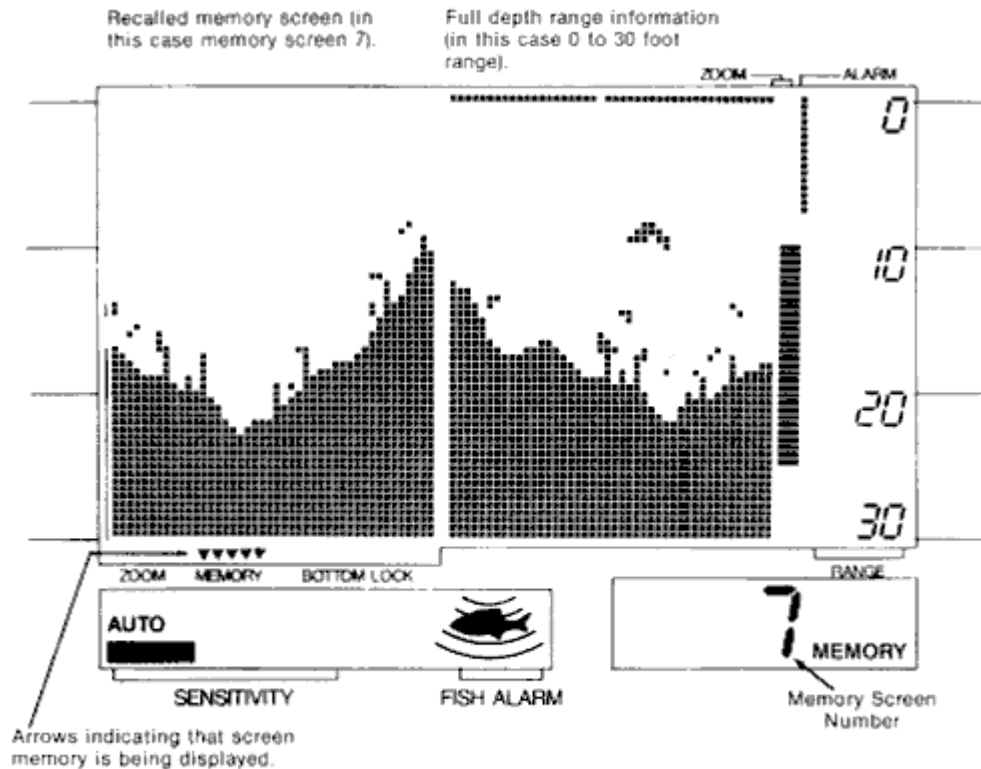 Recalled memory screen (in
this case memory screen 7).
Full depth range information
(in this case 0 to 30 foot
range).
ZOOM
ALARM
0
10
20
30
ZOOM
MEMORY
BOTTOM LOCK
RANGE
AUTO
7
MEMORY
SENSITIVITY
FISH ALARM
Memory Screen
Number
Arrows indicating that screen
memory is being displayed.